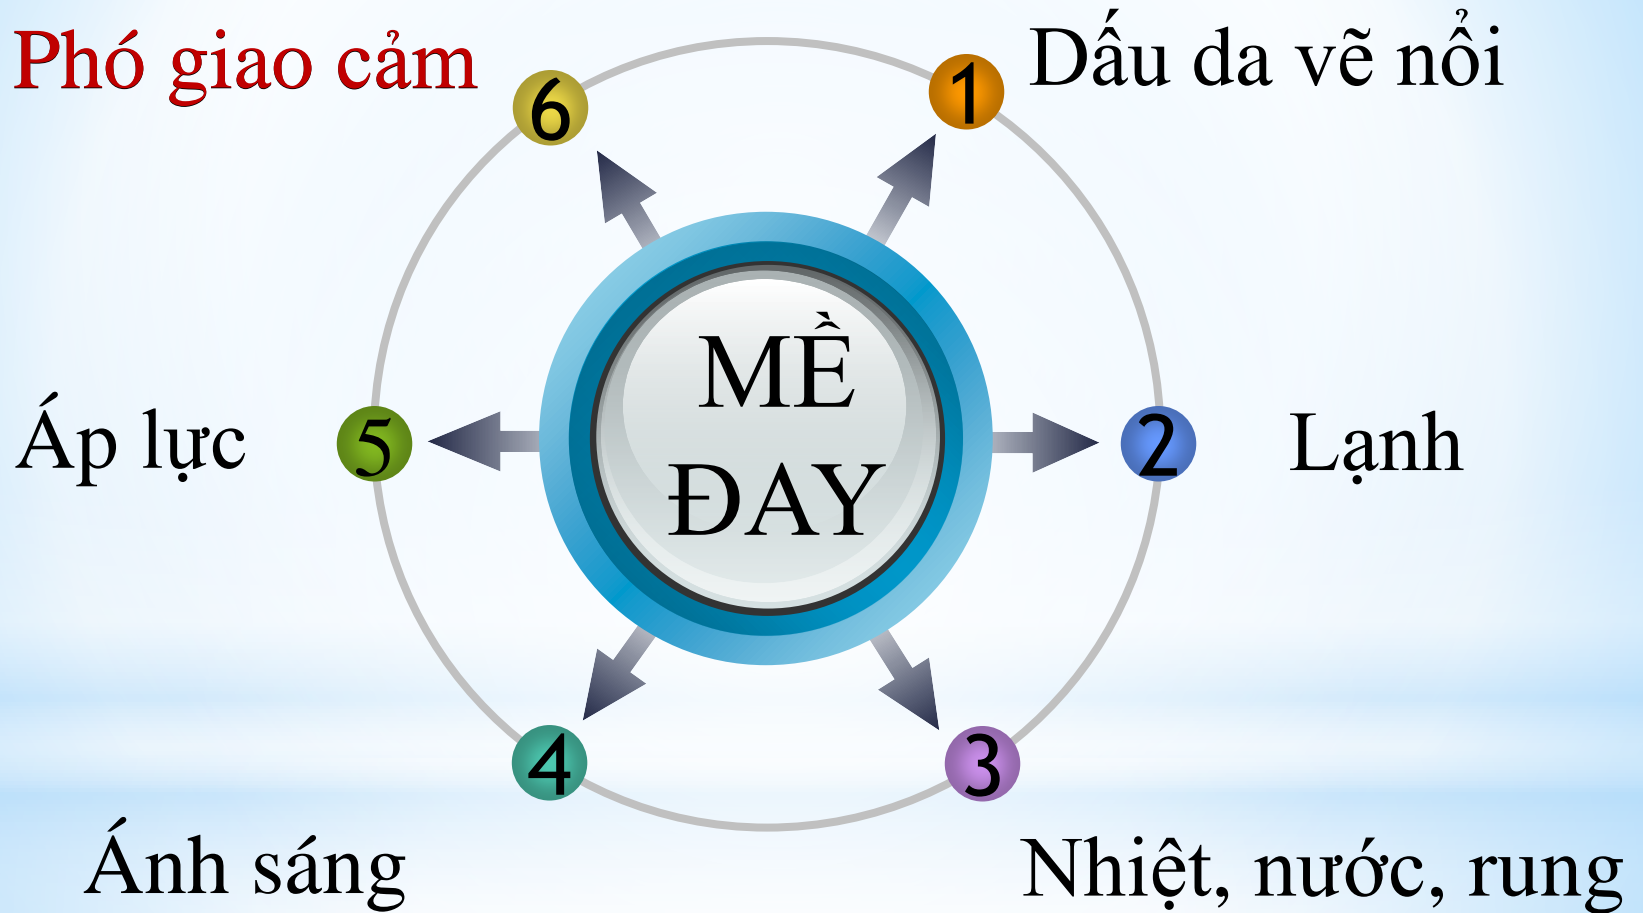 Phó giao cảm
6
1
Dấu da vẽ nổi
MỀ
ĐAY
Áp lực
5
2
Lạnh
4
3
Ánh sáng
Nhiệt, nước, rung